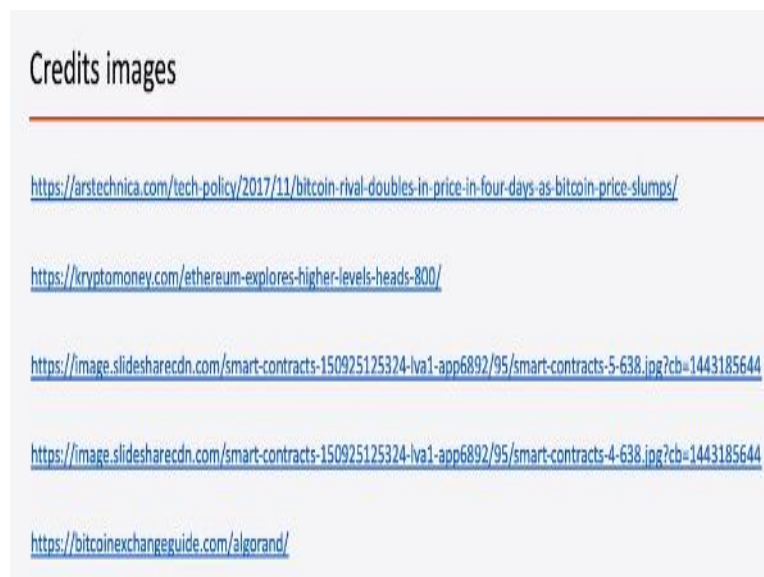 Credits images
https://arstechnica.com/tech-policy/2017/11/bitcoin-rival-doubles-in-price-in-four-days-as-bitcoin-price-slumps/
https://kryptomoney.com/ethereum-explores-higher-levels-heads-800/
https://image.slidesharecdn.com/smart-contracts-150925125324-lva1-app6892/95/smart-contracts-5-638.jpg?cb=1443185644
https://image.slidesharecdn.com/smart-contracts-150925125324-lva1-app6892/95/smart-contracts-4-638.jpg?cb=1443185644
https://bitcoinexchangeguide.com/algorand/